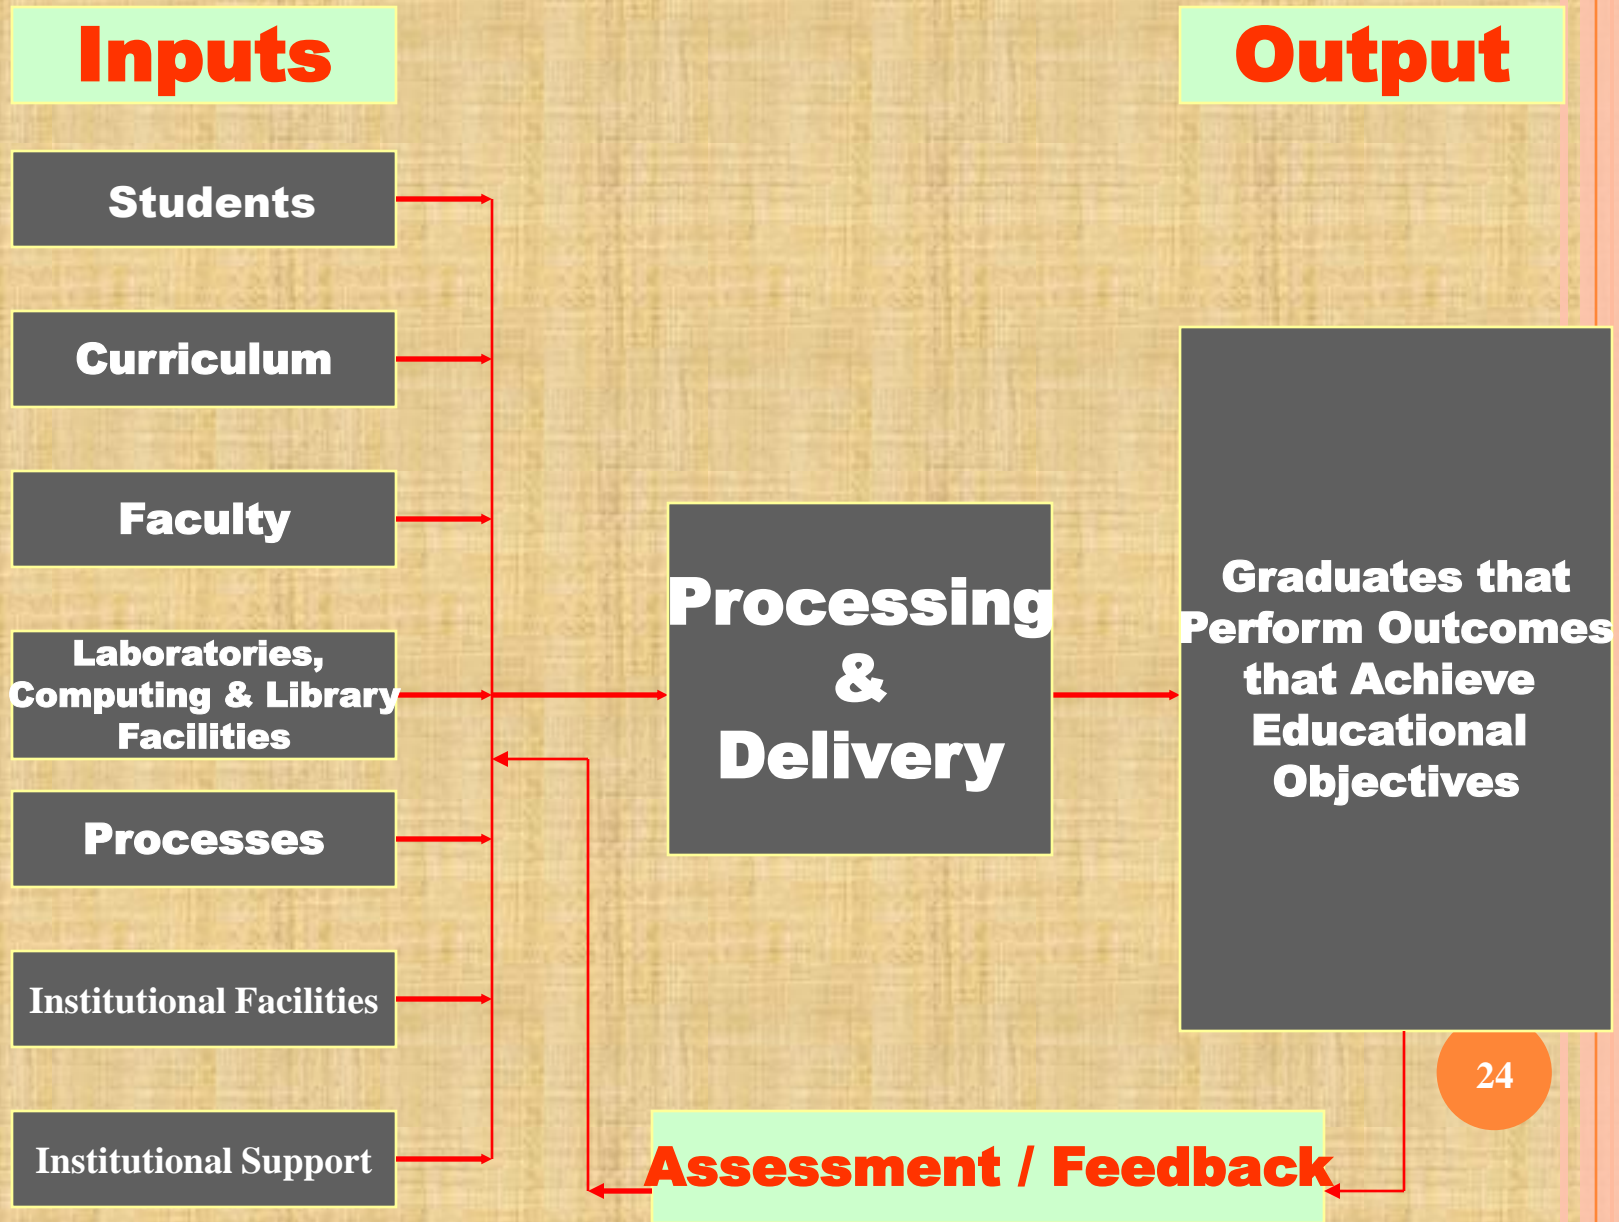 Inputs
Output
Students
Curriculum
Faculty
Laboratories,
Computing & Library
Facilities
Processes
Institutional Facilities
Institutional Support
Processing
&
Delivery
Graduates that
Perform Outcomes
that Achieve
Educational
Objectives
24
Assessment / Feedback